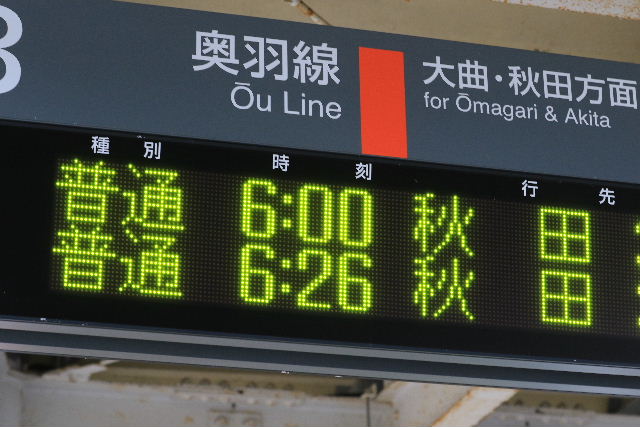 3
奥羽線
Ōu Line
大曲・秋田方面
for Ōmagari & Akita
種別 時刻 行先
普通 6:00 秋田
普通 6:26 秋田